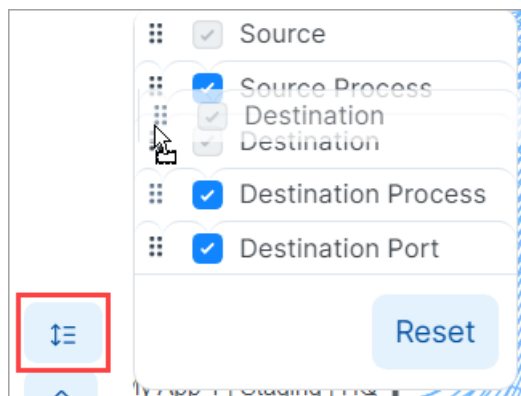 Source
Source Process
Destination
Destination
Destination Process
Destination Port
Reset